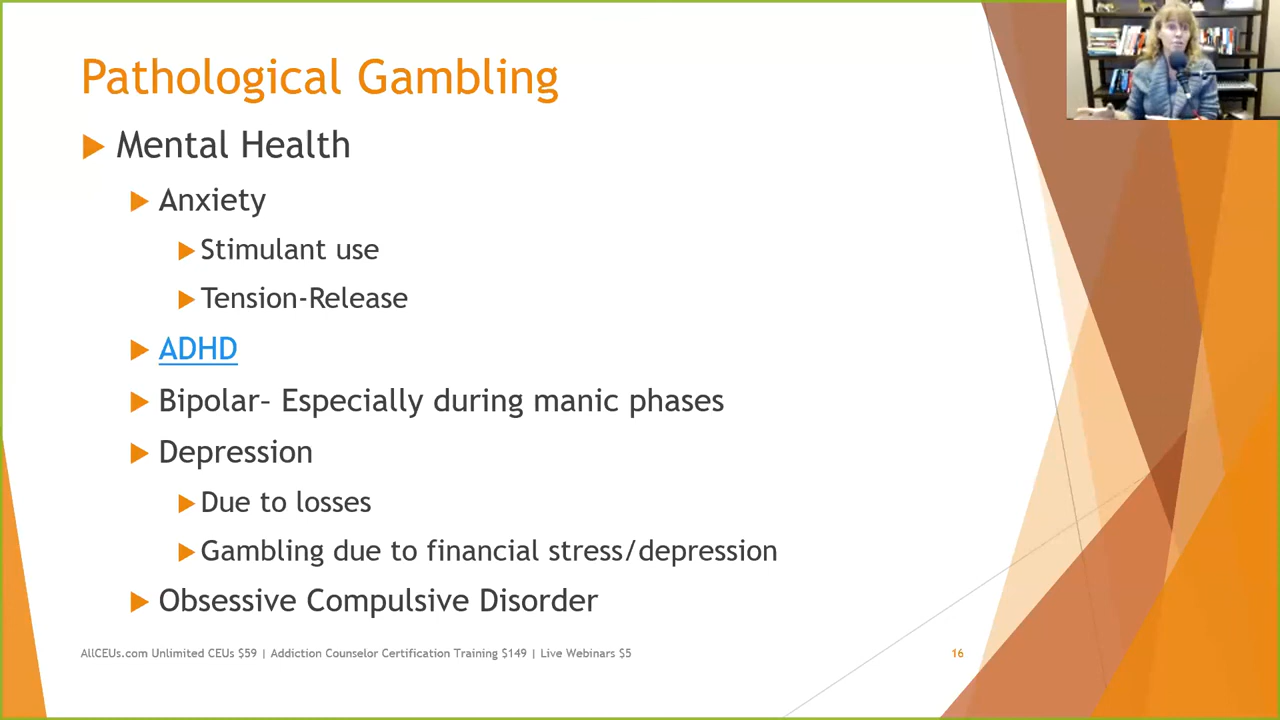 Pathological Gambling
Mental Health
Anxiety
Stimulant use
Tension-Release
ADHD
Bipolar– Especially during manic phases
Depression
Due to losses
Gambling due to financial stress/depression
Obsessive Compulsive Disorder
AllCEUs.com Unlimited CEUs $59 | Addiction Counselor Certification Training $149 | Live Webinars $5
16